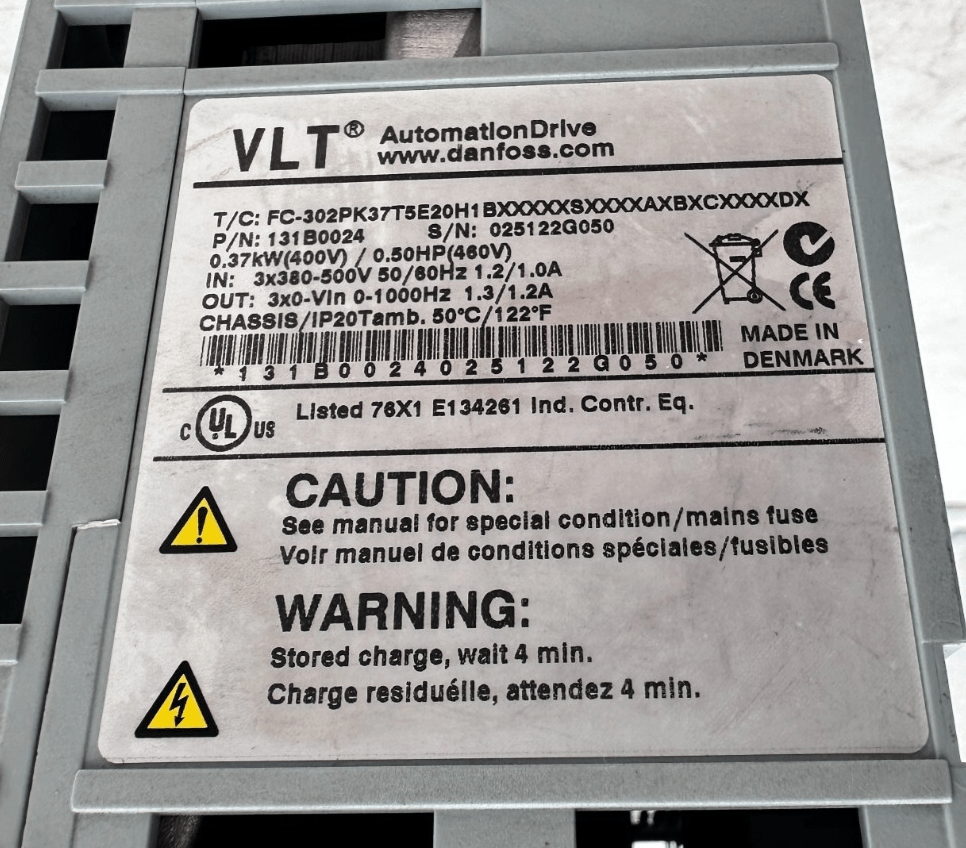 VLT® AutomationDrive
www.danfoss.com
T/C: FC-302PK37T5E20H1BXXXXXSXXXXAXBXCXXXXDX
P/N: 131B0024 S/N: 025122G050
0.37kW(400V) / 0.50HP(460V)
IN: 3x380-500V 50/60Hz 1.2/1.0A
OUT: 3x0-Vin 0-1000Hz 1.3/1.2A
CHASSIS/IP20Tamb. 50°C/122°F
*131B0024025122G050*
CE
MADE IN
DENMARK
C UL US Listed 76X1 E134261 Ind. Contr. Eq.
CAUTION:
See manual for special condition/mains fuse
Voir manuel de conditions spéciales/fusibles
WARNING:
Stored charge, wait 4 min.
Charge residuélle, attendez 4 min.